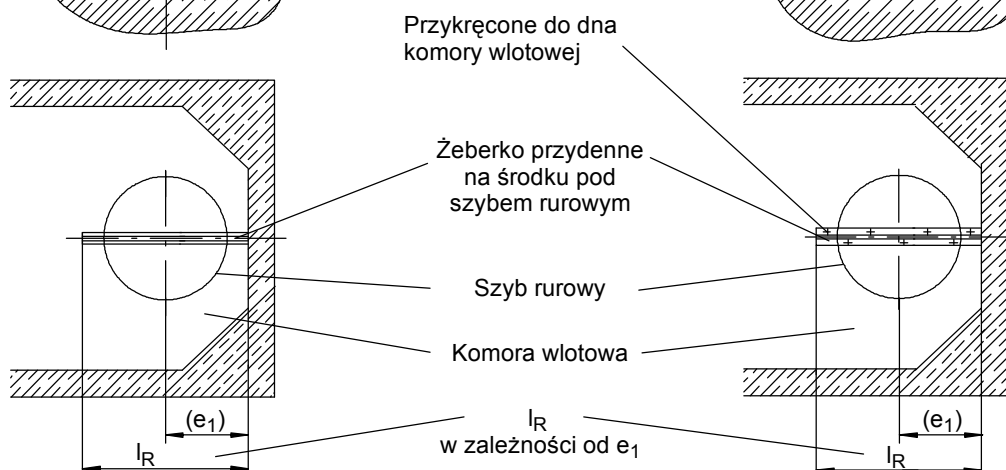 Przykręcone do dna
komory wlotowej
Żeberko przydenne
na środku pod
szybem rurowym
Szyb rurowy
Komora wlotowa
(e1)
lR
w zależności od e1
(e1)
lR
lR